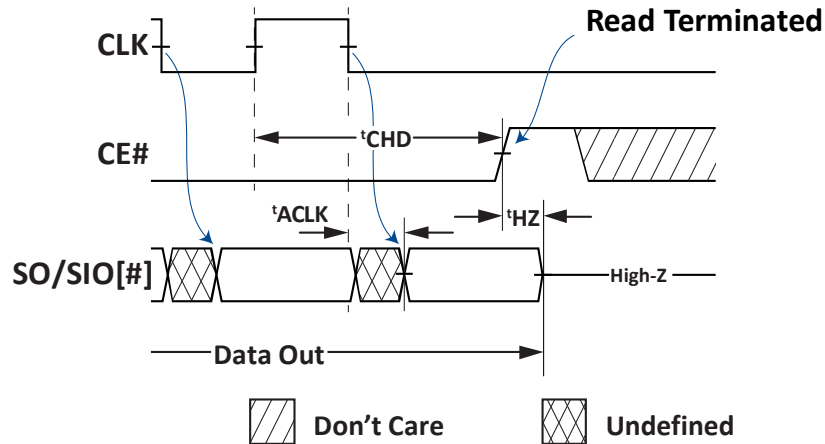 Read Terminated
CLK
tCHD
CE#
tACLK
tHZ
SO/SIO[#]
High-Z
Data Out
Don't Care
Undefined